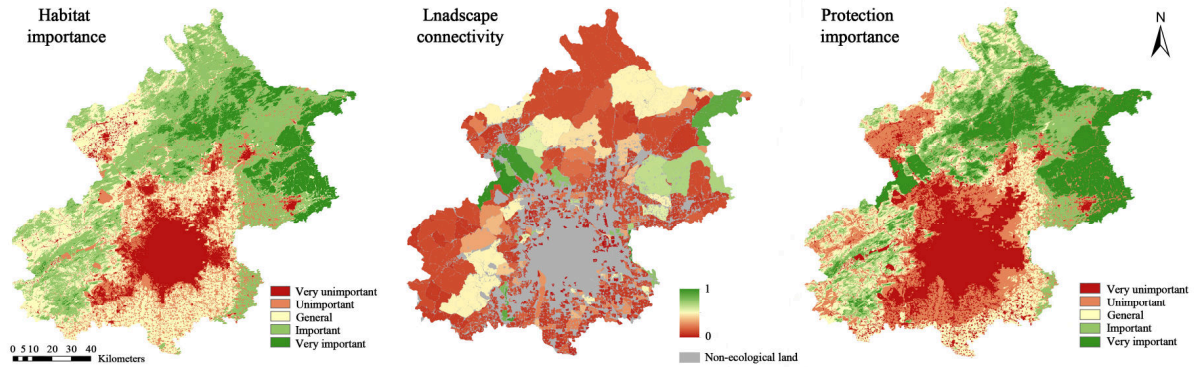 Habitat
importance
Very unimportant
Unimportant
General
Important
Very important
0 5 10 20 30 40
Kilometers
Lnadscape
connectivity
1
0
Non-ecological land
Protection
importance
N
Very unimportant
Unimportant
General
Important
Very important